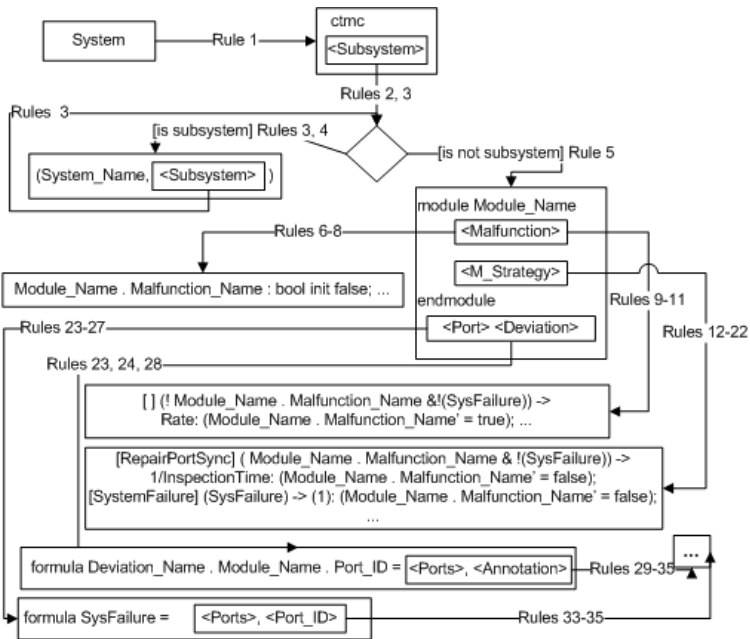 ctmc
System
Rule 1
<Subsystem>
Rules 2, 3
Rules 3
[is subsystem] Rules 3, 4
[is not subsystem] Rule 5
(System_Name, <Subsystem> )
module Module_Name
Rules 6-8
<Malfunction>
<M_Strategy>
Module_Name . Malfunction_Name : bool init false; ...
endmodule
Rules 9-11
Rules 23-27
<Port> <Deviation>
Rules 12-22
Rules 23, 24, 28
[ ] (! Module_Name . Malfunction_Name &!(SysFailure)) ->
Rate: (Module_Name . Malfunction_Name' = true); ...
[RepairPortSync] ( Module_Name . Malfunction_Name & !(SysFailure)) ->
1/InspectionTime: (Module_Name . Malfunction_Name' = false);
[SystemFailure] (SysFailure) -> (1): (Module_Name . Malfunction_Name' = false);
...
...
formula Deviation_Name . Module_Name . Port_ID = <Ports>, <Annotation>
Rules 29-35
formula SysFailure = <Ports>, <Port_ID>
Rules 33-35